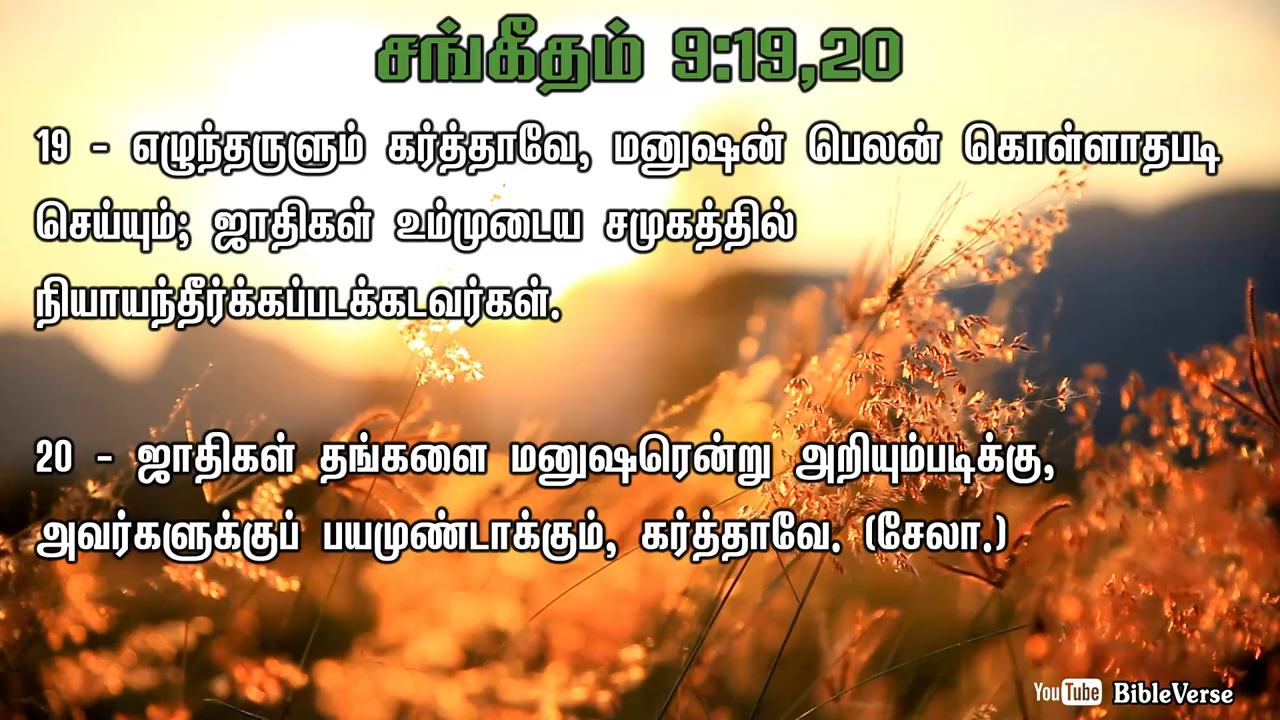 சங்கீதம் 9:19,20
19 - எழுந்தருளும் கர்த்தாவே, மனுஷன் பெலன் கொள்ளாதபடி
செய்யும்; ஜாதிகள் உம்முடைய சமுகத்தில்
நியாயந்தீர்க்கப்படக்கடவர்கள்.
20 - ஜாதிகள் தங்களை மனுஷரென்று அறியும்படிக்கு,
அவர்களுக்குப் பயமுண்டாக்கும், கர்த்தாவே. (சேலா.)
YouTube BibleVerse